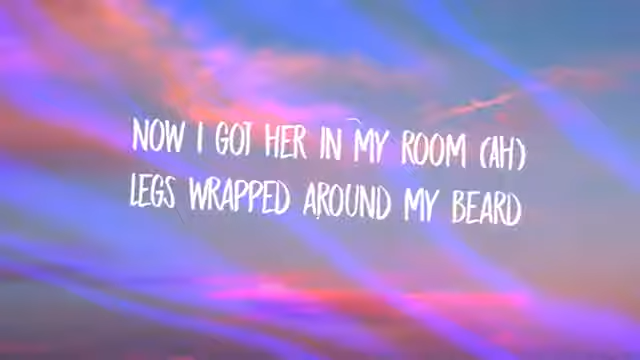 NOW I GOT HER IN MY ROOM (AH)
LEGS WRAPPED AROUND MY BEARD